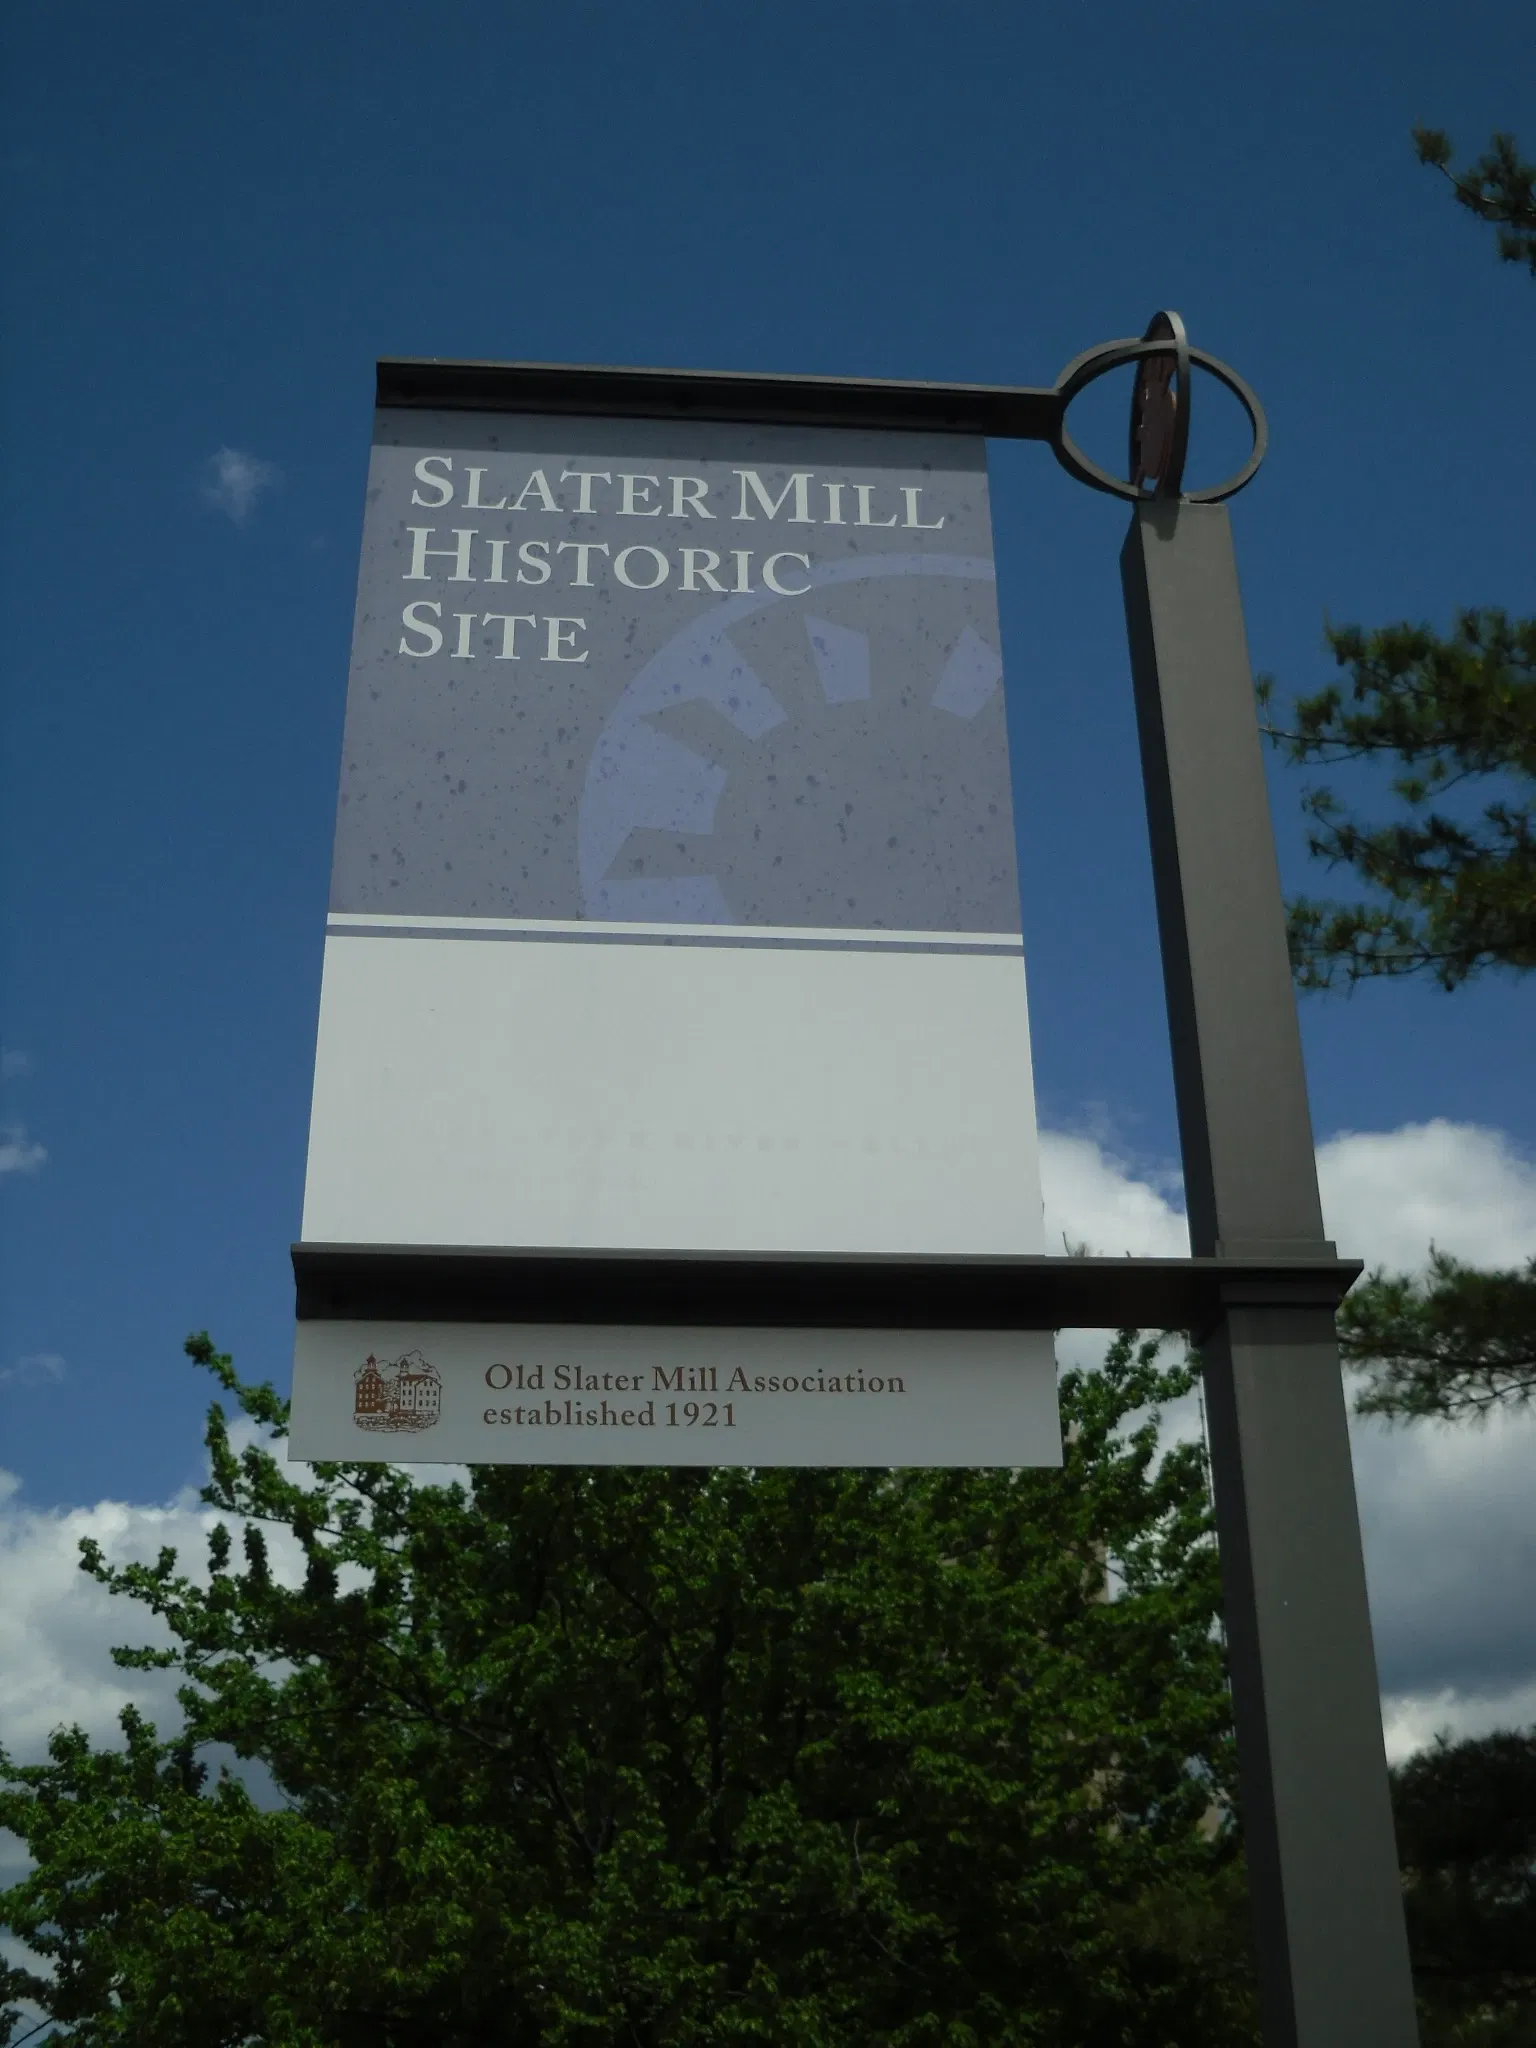 SLATER MILL
HISTORIC
SITE
Old Slater Mill Association
established 1921